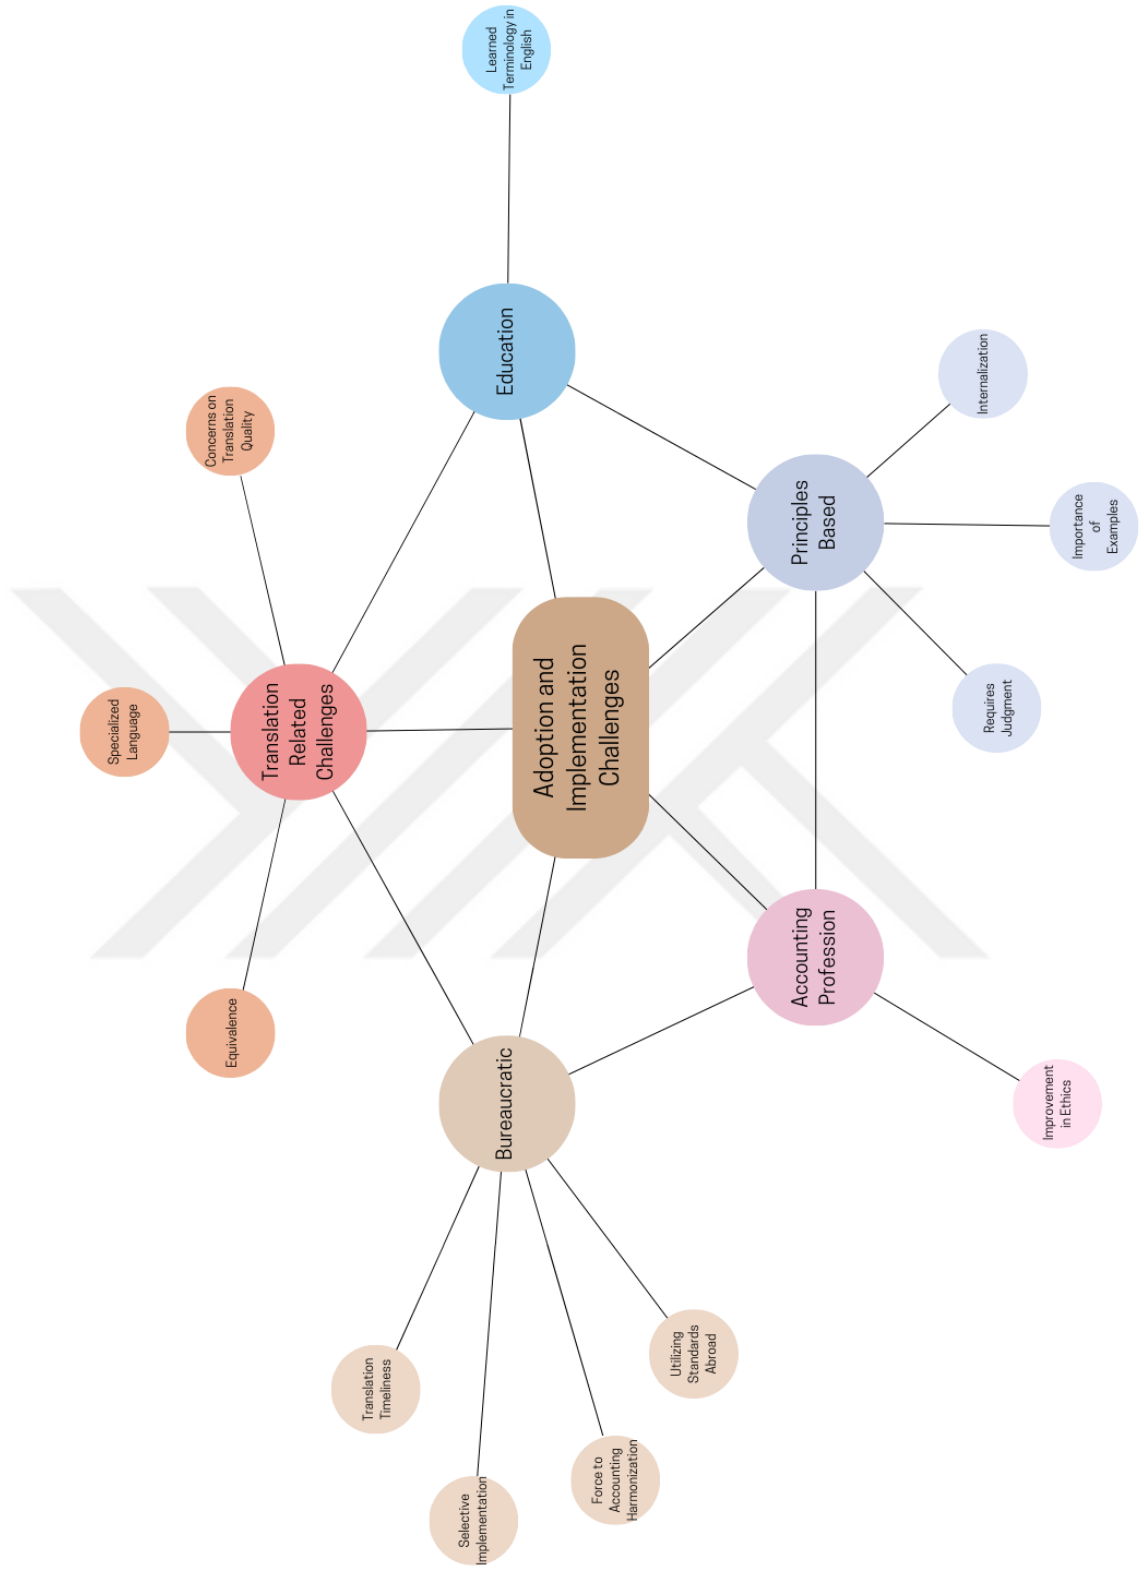 Adoption and
Implementation
Challenges
Translation
Related
Challenges
Equivalence
Specialized
Language
Concerns on
Translation
Quality
Education
Learned
Terminology in
English
Principles
Based
Internalization
Importance
of
Examples
Requires
Judgment
Accounting
Profession
Improvement
in Ethics
Bureaucratic
Translation
Timeliness
Selective
Implementation
Force to
Accounting
Harmonization
Utilizing
Standards
Abroad